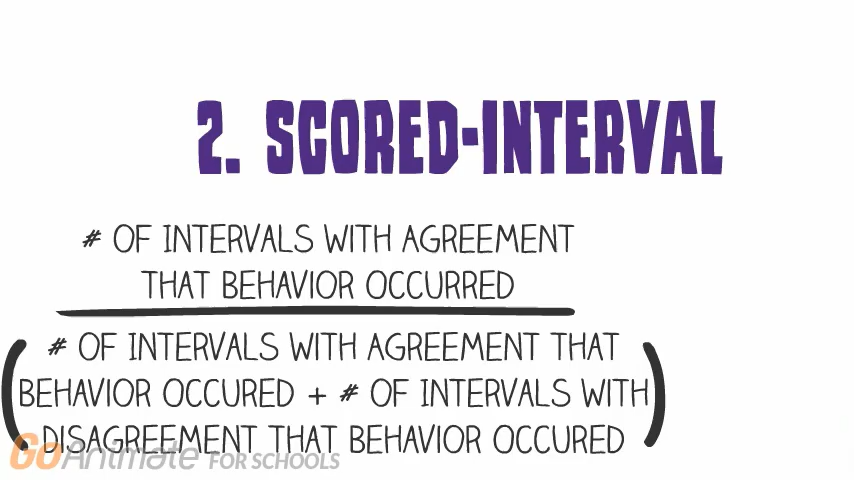 2. SCORED-INTERVAL
# OF INTERVALS WITH AGREEMENT
THAT BEHAVIOR OCCURRED
(# OF INTERVALS WITH AGREEMENT THAT
BEHAVIOR OCCURED + # OF INTERVALS WITH
DISAGREEMENT THAT BEHAVIOR OCCURED)
GoAnimate FOR SCHOOLS